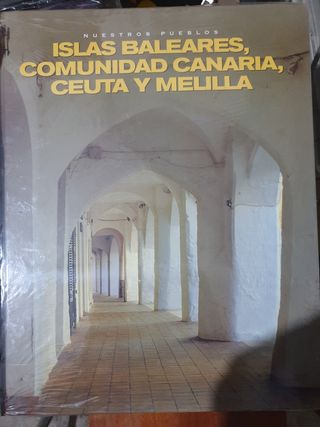 NUESTROS PUEBLOS
ISLAS BALEARES,
COMUNIDAD CANARIA,
CEUTA Y MELILLA